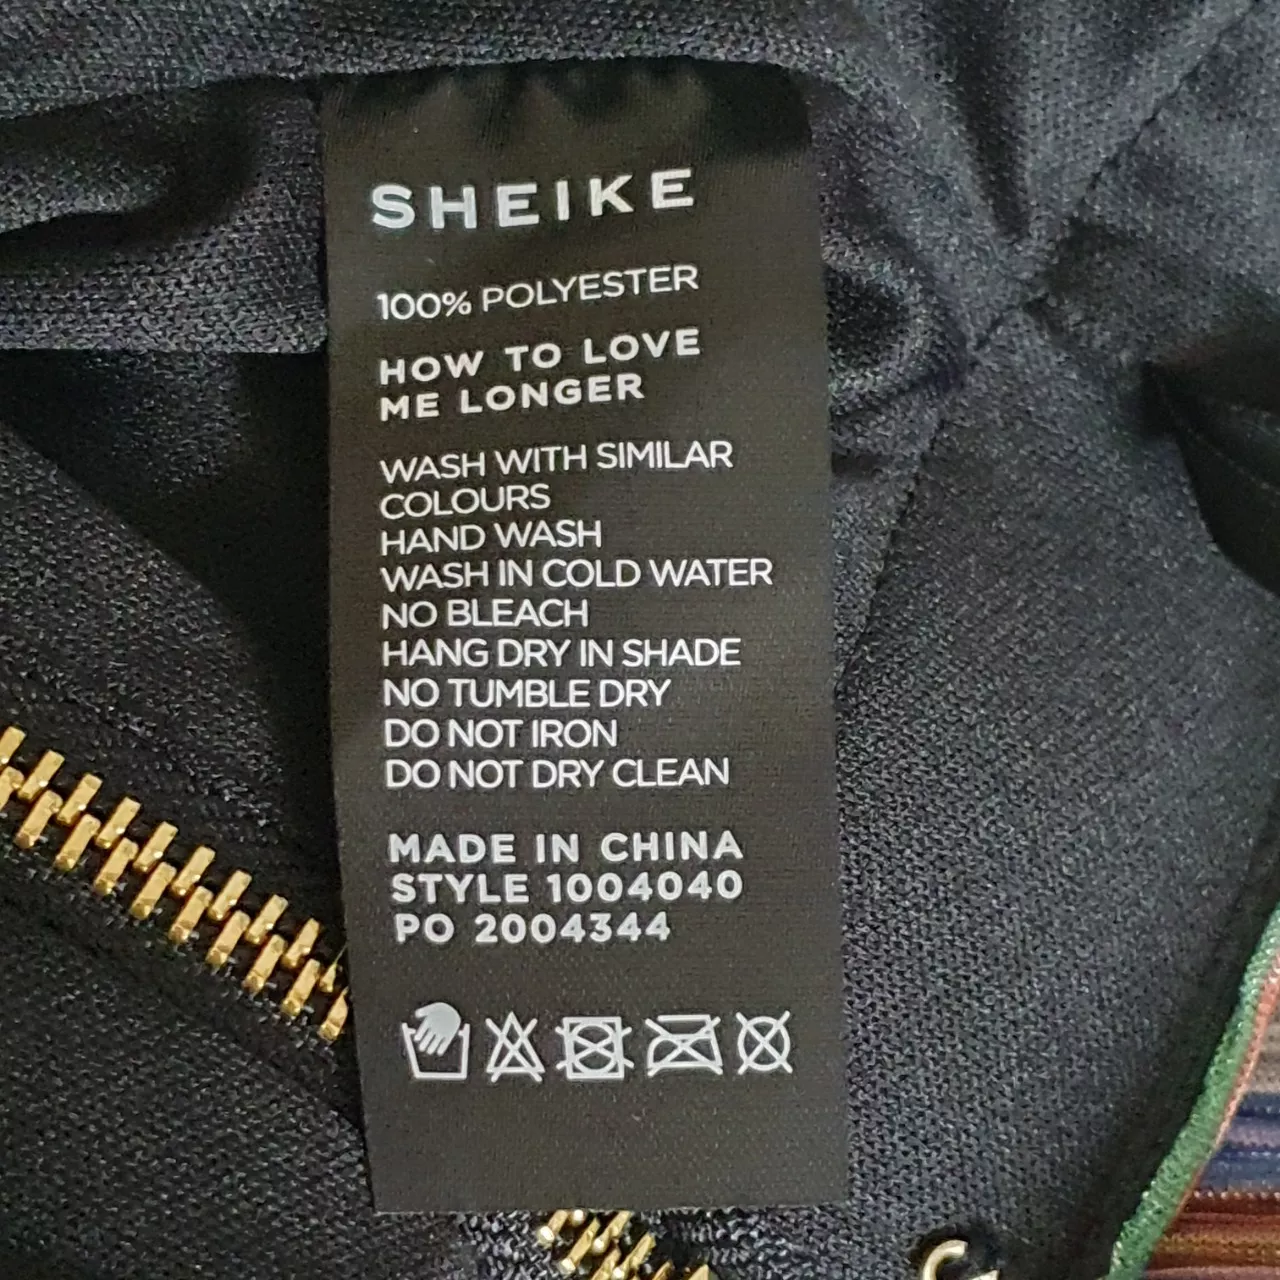 SHEIKE
100% POLYESTER
HOW TO LOVE
ME LONGER
WASH WITH SIMILAR
COLOURS
HAND WASH
WASH IN COLD WATER
NO BLEACH
HANG DRY IN SHADE
NO TUMBLE DRY
DO NOT IRON
DO NOT DRY CLEAN
MADE IN CHINA
STYLE 1004040
PO 2004344